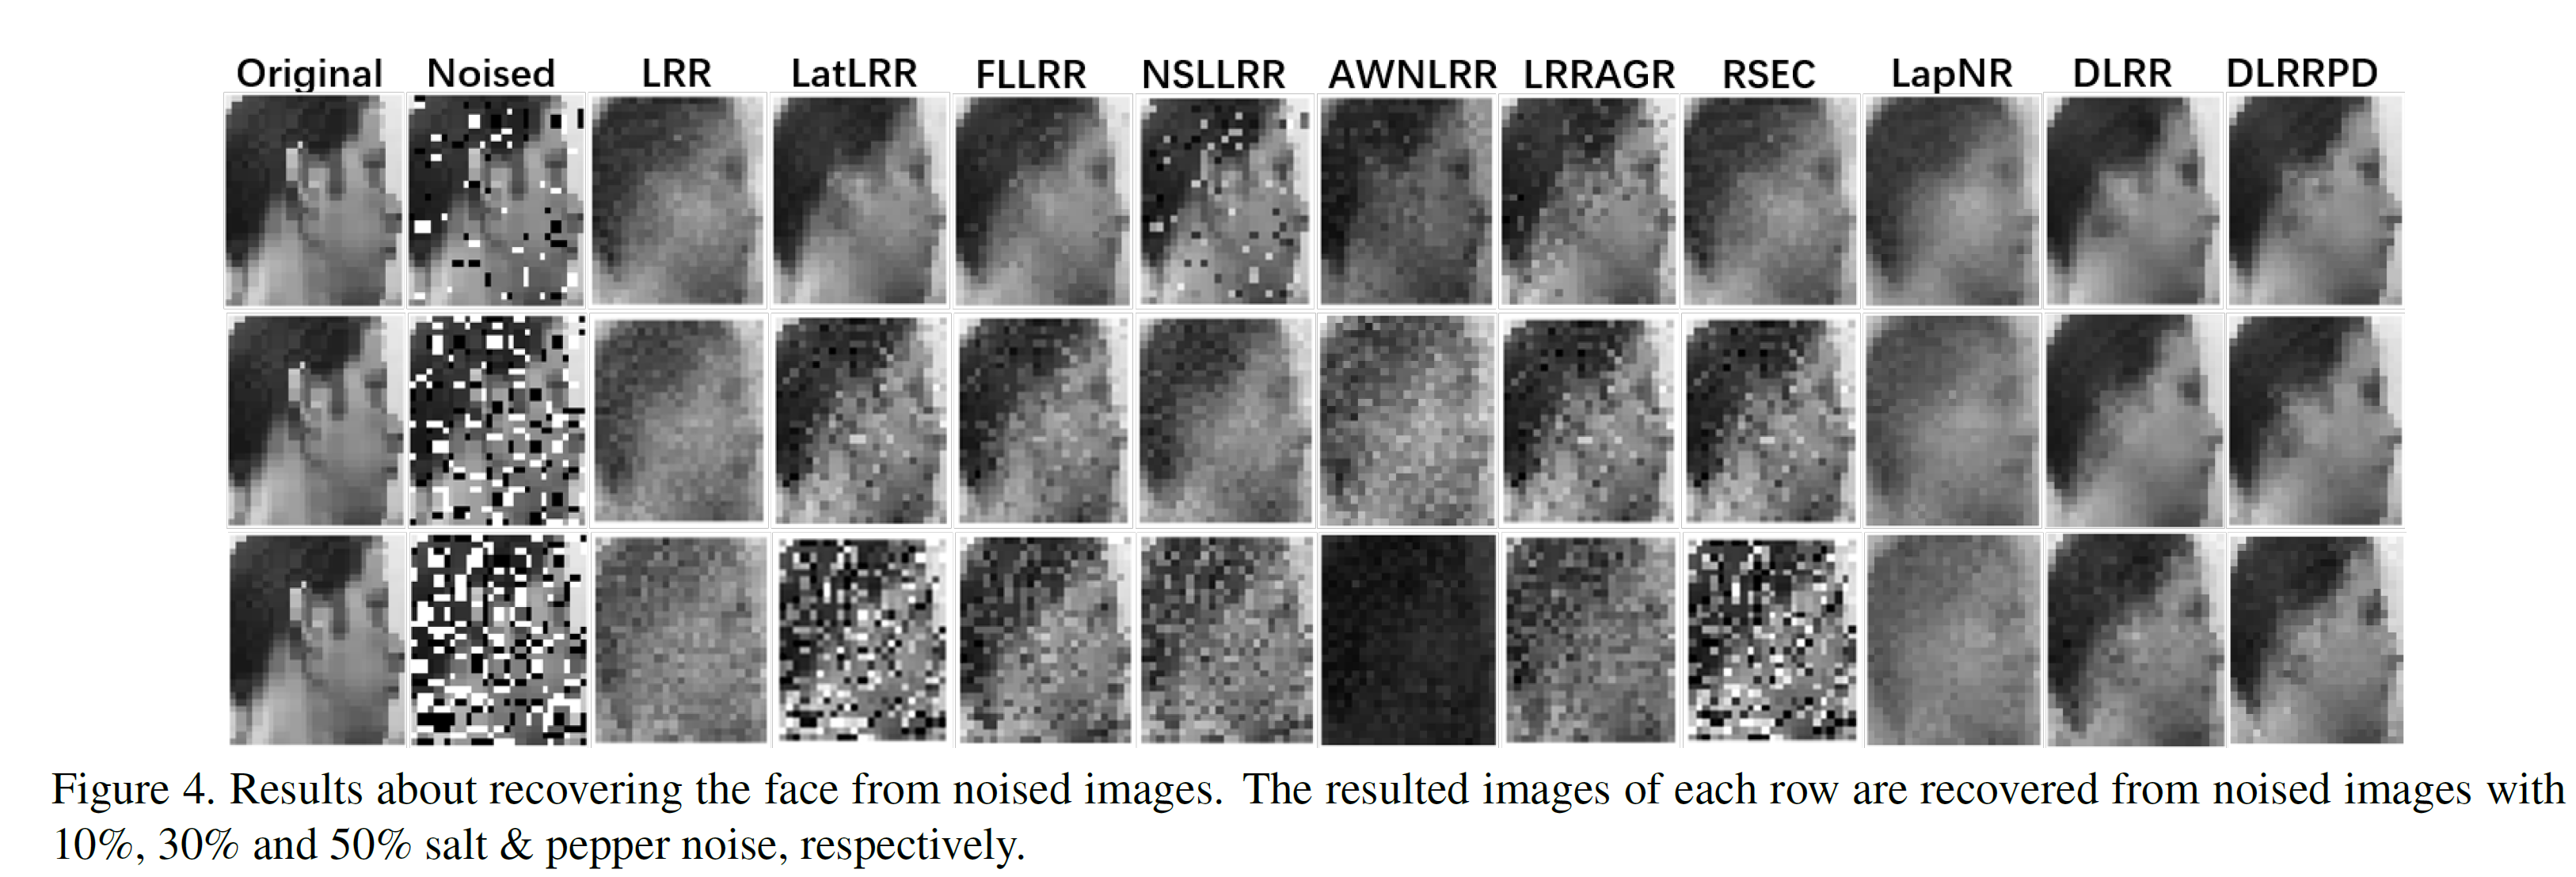 Original Noised LRR LatLRR FLLRR NSLLRR AWNLRR LRRAGR RSEC LapNR DLRR DLRRPD
Figure 4. Results about recovering the face from noised images. The resulted images of each row are recovered from noised images with
10%, 30% and 50% salt & pepper noise, respectively.